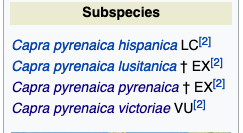 Subspecies
Capra pyrenaica hispanica LC[2]
Capra pyrenaica lusitanica † EX[2]
Capra pyrenaica pyrenaica † EX[2]
Capra pyrenaica victoriae VU[2]